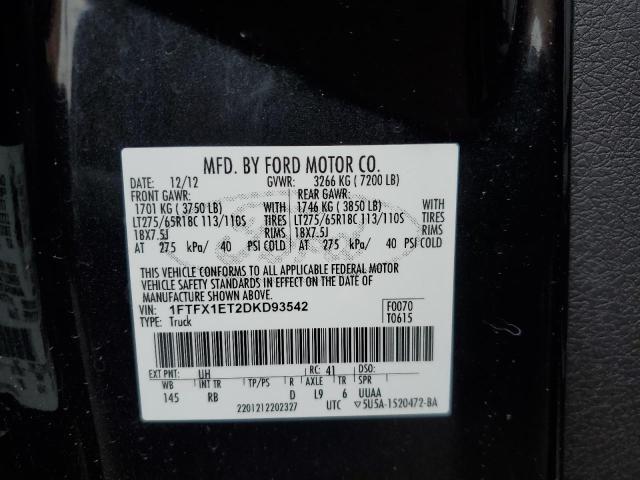 MFD. BY FORD MOTOR CO.
DATE: 12/12 GVWR: 3266 KG ( 7200 LB)
FRONT GAWR: REAR GAWR:
1701 KG ( 3750 LB) WITH 1746 KG ( 3850 LB) WITH
LT275/65R18C 113/110S TIRES LT275/65R18C 113/110S TIRES
18X7.5J RIMS 18X7.5J RIMS
AT 275 kPa/ 40 PSI COLD AT 275 kPa/ 40 PSI COLD
THIS VEHICLE CONFORMS TO ALL APPLICABLE FEDERAL MOTOR
VEHICLE SAFETY STANDARDS IN EFFECT ON THE DATE OF
MANUFACTURE SHOWN ABOVE.
VIN: 1FTFX1ET2DKD93542 F0070
TYPE: Truck T0615
EXT PNT: UH RC: 41 DSO:
WB INT TR TP/PS R AXLE TR SPR
145 RB D L9 6 UUAA
2201212202327 UTC ▽5U5A-1520472-BA
Ford